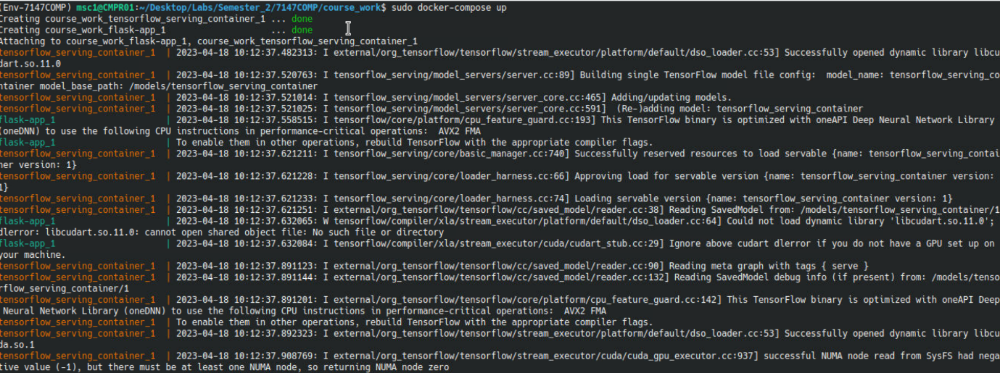 (Env-7147COMP) msc1@CMPR01:~/Desktop/Labs/Semester_2/7147COMP/course_work$ sudo docker-compose up
Creating course_work_tensorflow_serving_container_1 ... done
Creating course_work_flask-app_1                    ... done
Attaching to course_work_flask-app_1, course_work_tensorflow_serving_container_1
tensorflow_serving_container_1  | 2023-04-18 10:12:37.482313: I external/org_tensorflow/tensorflow/stream_executor/platform/default/dso_loader.cc:53] Successfully opened dynamic library libcu
dart.so.11.0
tensorflow_serving_container_1  | 2023-04-18 10:12:37.520763: I tensorflow_serving/model_servers/server.cc:89] Building single TensorFlow model file config:  model_name: tensorflow_serving_co
ntainer model_base_path: /models/tensorflow_serving_container
tensorflow_serving_container_1  | 2023-04-18 10:12:37.521014: I tensorflow_serving/model_servers/server_core.cc:465] Adding/updating models.
tensorflow_serving_container_1  | 2023-04-18 10:12:37.521025: I tensorflow_serving/model_servers/server_core.cc:591]  (Re-)adding model: tensorflow_serving_container
flask-app_1                     | 2023-04-18 10:12:37.558515: I tensorflow/core/platform/cpu_feature_guard.cc:193] This TensorFlow binary is optimized with oneAPI Deep Neural Network Library
(oneDNN) to use the following CPU instructions in performance-critical operations:  AVX2 FMA
flask-app_1                     | To enable them in other operations, rebuild TensorFlow with the appropriate compiler flags.
tensorflow_serving_container_1  | 2023-04-18 10:12:37.621211: I tensorflow_serving/core/basic_manager.cc:740] Successfully reserved resources to load servable {name: tensorflow_serving_contai
ner version: 1}
tensorflow_serving_container_1  | 2023-04-18 10:12:37.621228: I tensorflow_serving/core/loader_harness.cc:66] Approving load for servable version {name: tensorflow_serving_container version:
1}
tensorflow_serving_container_1  | 2023-04-18 10:12:37.621233: I tensorflow_serving/core/loader_harness.cc:74] Loading servable version {name: tensorflow_serving_container version: 1}
tensorflow_serving_container_1  | 2023-04-18 10:12:37.621251: I external/org_tensorflow/tensorflow/cc/saved_model/reader.cc:38] Reading SavedModel from: /models/tensorflow_serving_container/1
flask-app_1                     | 2023-04-18 10:12:37.632065: W tensorflow/compiler/xla/stream_executor/platform/default/dso_loader.cc:64] Could not load dynamic library 'libcudart.so.11.0';
dlerror: libcudart.so.11.0: cannot open shared object file: No such file or directory
flask-app_1                     | 2023-04-18 10:12:37.632084: I tensorflow/compiler/xla/stream_executor/cuda/cudart_stub.cc:29] Ignore above cudart dlerror if you do not have a GPU set up on
your machine.
tensorflow_serving_container_1  | 2023-04-18 10:12:37.891123: I external/org_tensorflow/tensorflow/cc/saved_model/reader.cc:90] Reading meta graph with tags { serve }
tensorflow_serving_container_1  | 2023-04-18 10:12:37.891144: I external/org_tensorflow/tensorflow/cc/saved_model/reader.cc:132] Reading SavedModel debug info (if present) from: /models/tenso
rflow_serving_container/1
tensorflow_serving_container_1  | 2023-04-18 10:12:37.891201: I external/org_tensorflow/tensorflow/core/platform/cpu_feature_guard.cc:142] This TensorFlow binary is optimized with oneAPI Deep
 Neural Network Library (oneDNN) to use the following CPU instructions in performance-critical operations:  AVX2 FMA
tensorflow_serving_container_1  | To enable them in other operations, rebuild TensorFlow with the appropriate compiler flags.
tensorflow_serving_container_1  | 2023-04-18 10:12:37.892323: I external/org_tensorflow/tensorflow/stream_executor/platform/default/dso_loader.cc:53] Successfully opened dynamic library libcu
da.so.1
tensorflow_serving_container_1  | 2023-04-18 10:12:37.908769: I external/org_tensorflow/tensorflow/stream_executor/cuda/cuda_gpu_executor.cc:937] successful NUMA node read from SysFS had nega
tive value (-1), but there must be at least one NUMA node, so returning NUMA node zero